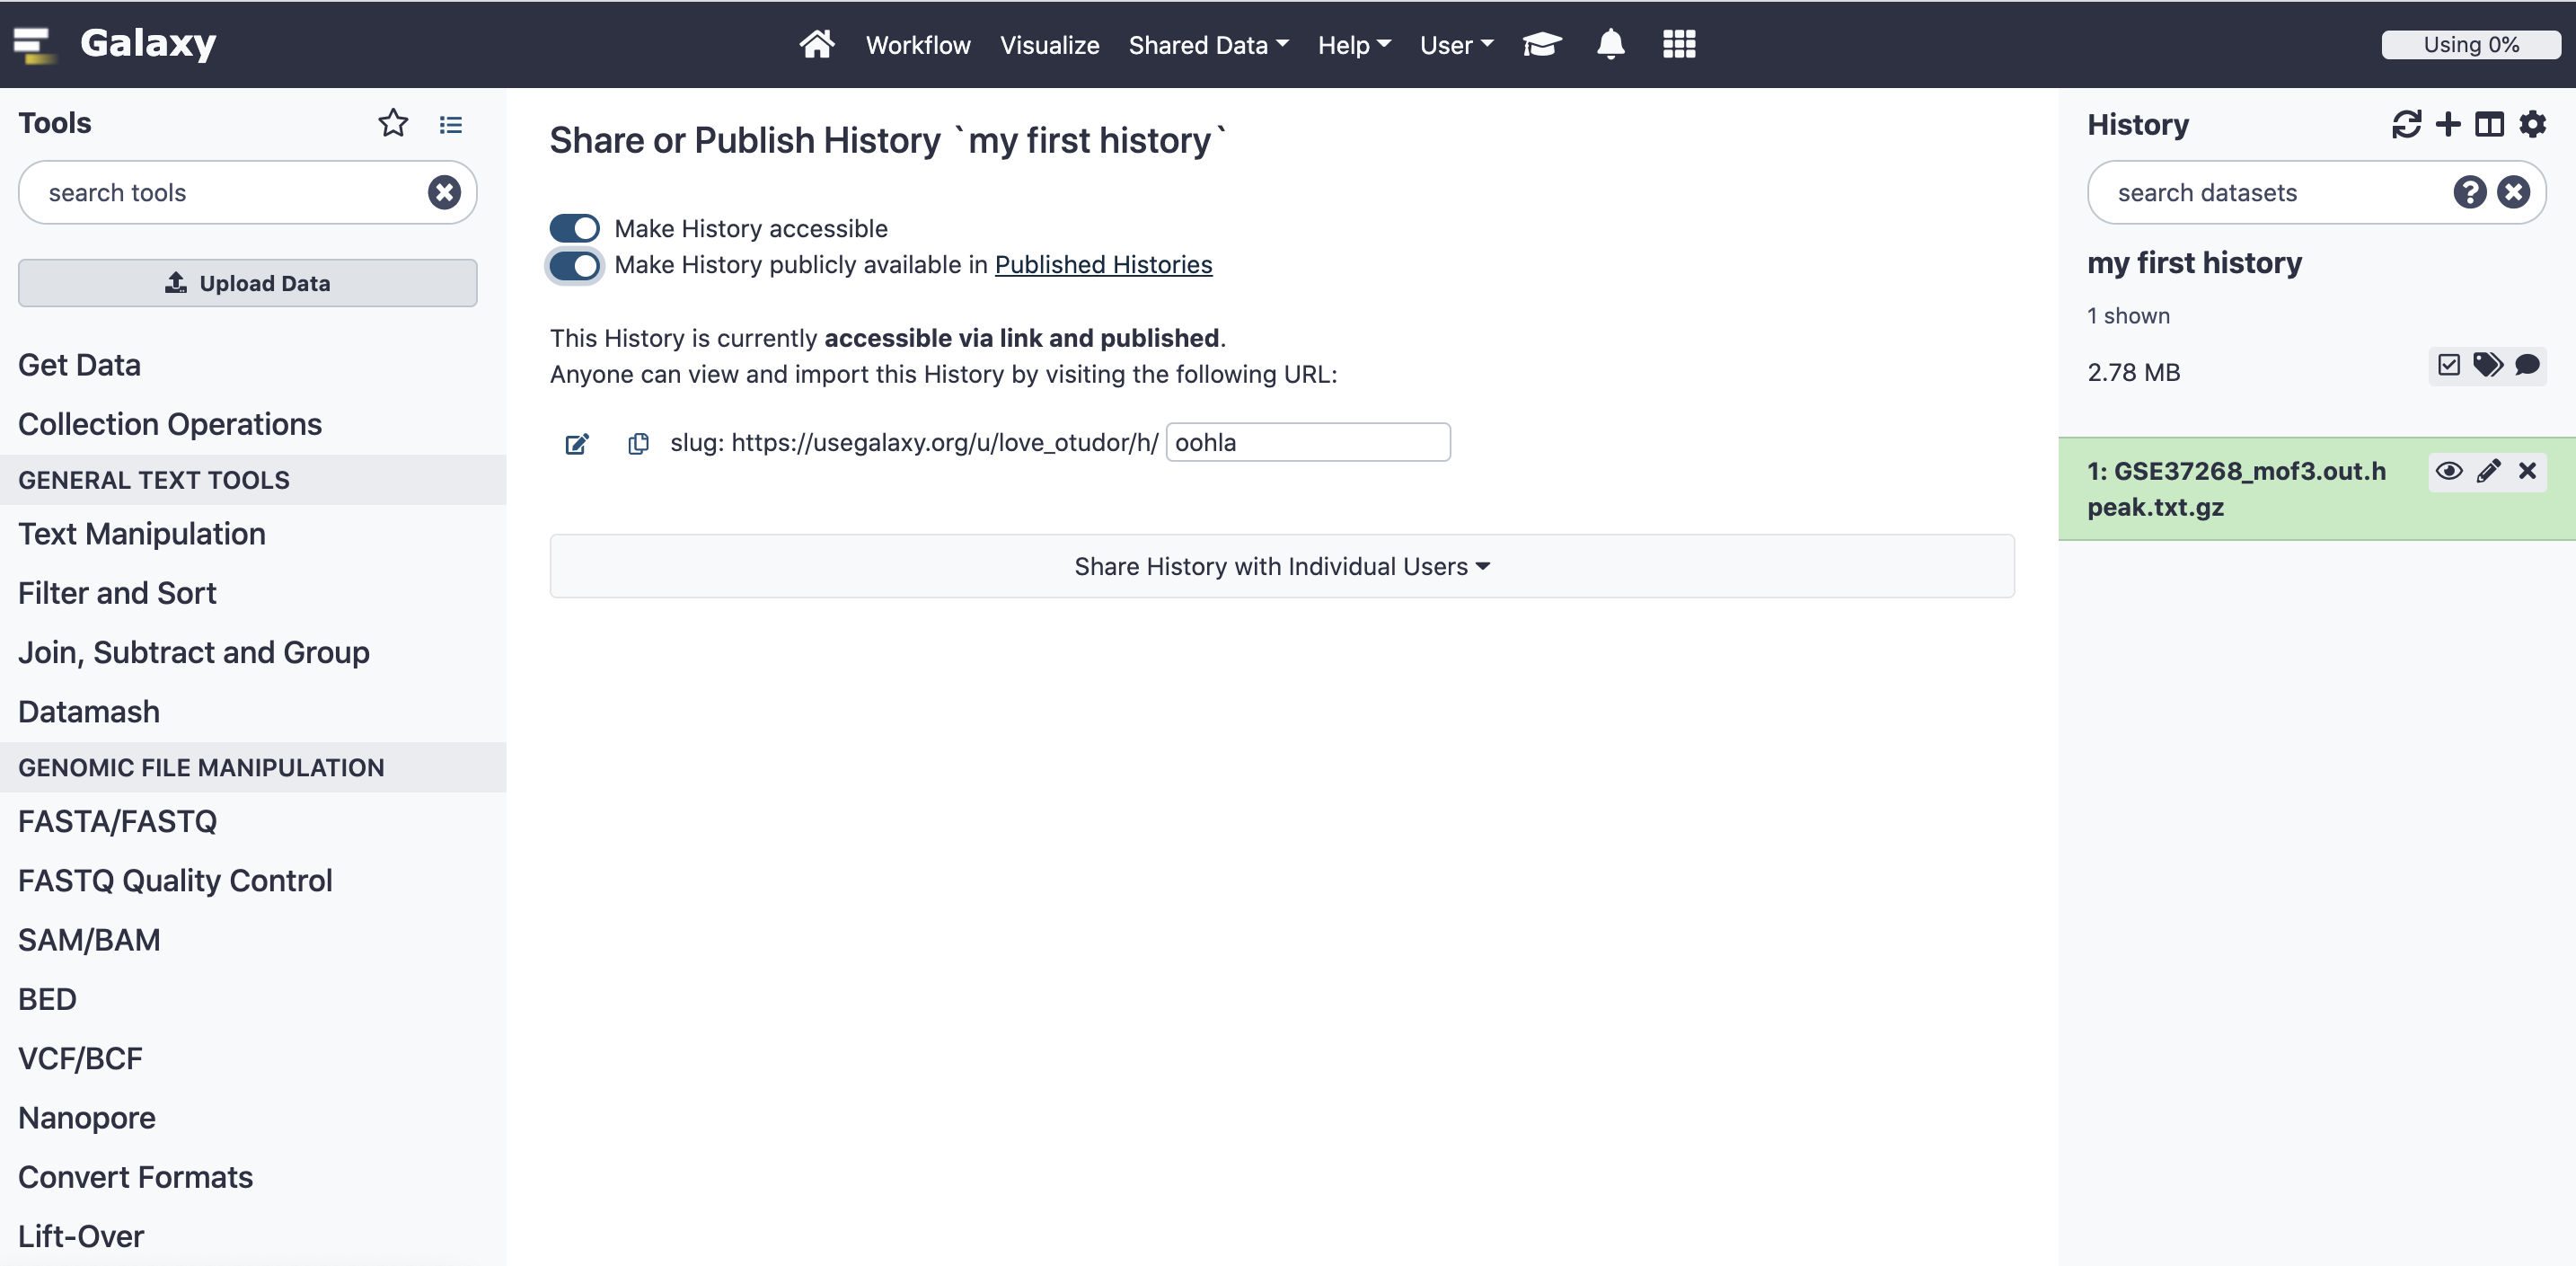 Galaxy
Workflow Visualize Shared Data Help User
Using 0%
Tools
search tools
Upload Data
Get Data
Collection Operations
GENERAL TEXT TOOLS
Text Manipulation
Filter and Sort
Join, Subtract and Group
Datamash
GENOMIC FILE MANIPULATION
FASTA/FASTQ
FASTQ Quality Control
SAM/BAM
BED
VCF/BCF
Nanopore
Convert Formats
Lift-Over
Share or Publish History `my first history`
Make History accessible
Make History publicly available in Published Histories
This History is currently accessible via link and published.
Anyone can view and import this History by visiting the following URL:
slug: https://usegalaxy.org/u/love_otudor/h/ oohla
Share History with Individual Users
History
search datasets
my first history
1 shown
2.78 MB
1: GSE37268_mof3.out.h
peak.txt.gz